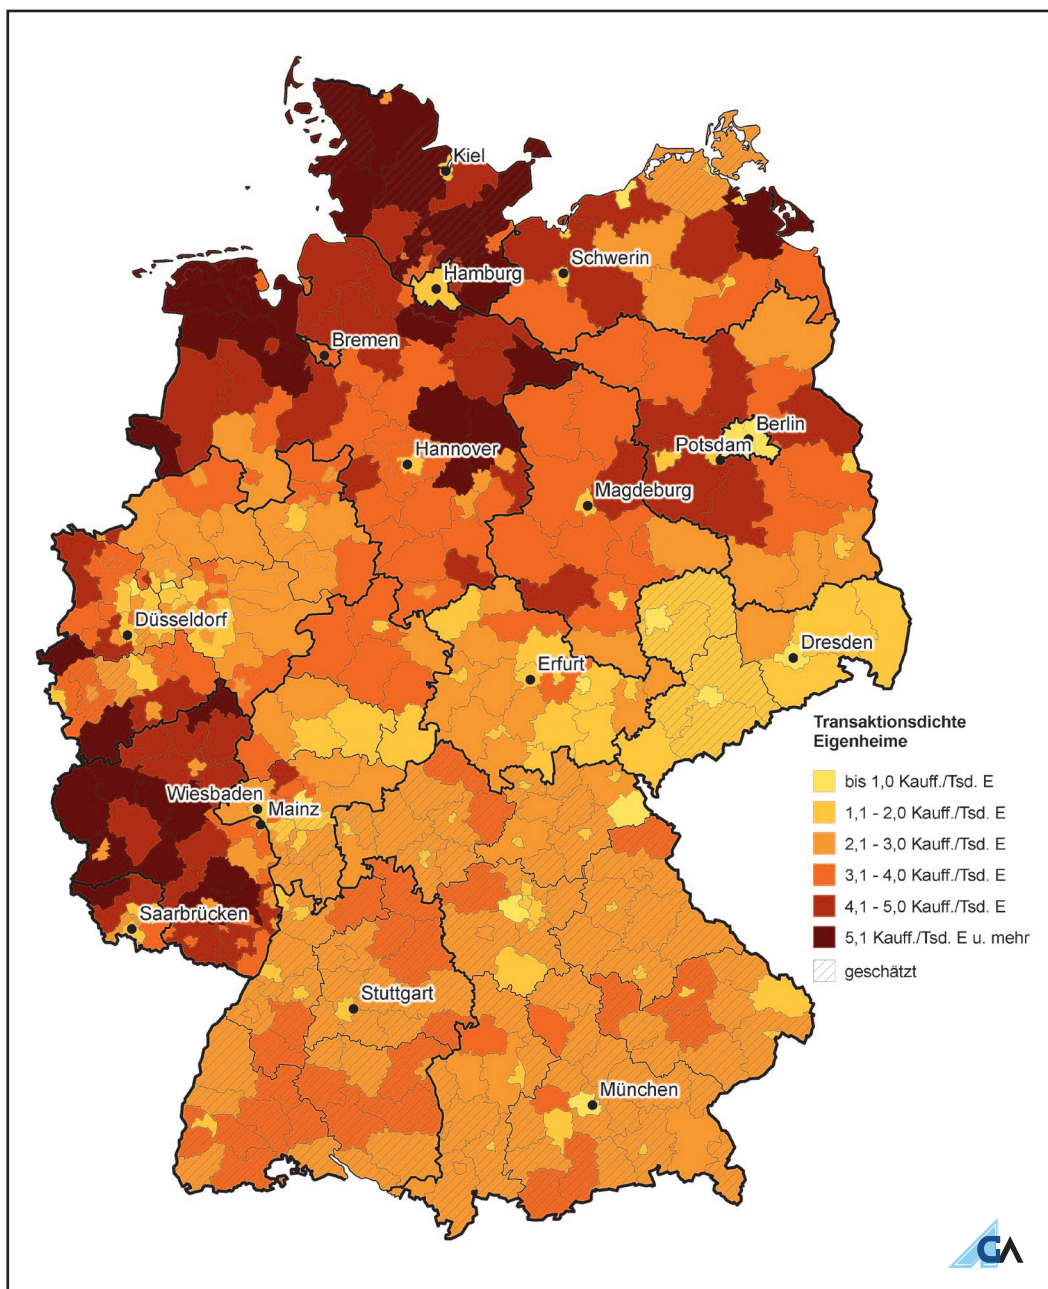 Kiel
Schwerin
Hamburg
Bremen
Berlin
Potsdam
Hannover
Magdeburg
Düsseldorf
Erfurt
Dresden
Wiesbaden
Mainz
Saarbrücken
Stuttgart
München
Transaktionsdichte
Eigenheime
bis 1,0 Kauff./Tsd. E
1,1 - 2,0 Kauff./Tsd. E
2,1 - 3,0 Kauff./Tsd. E
3,1 - 4,0 Kauff./Tsd. E
4,1 - 5,0 Kauff./Tsd. E
5,1 Kauff./Tsd. E u. mehr
geschätzt
GA